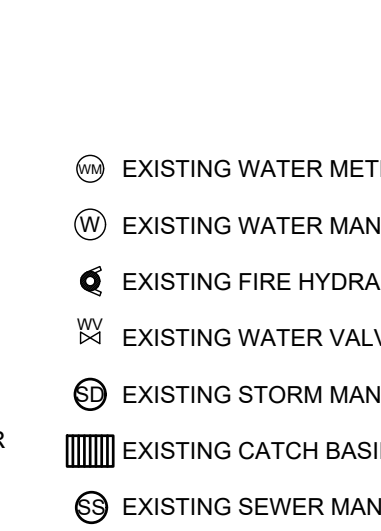 WM EXISTING WATER METE
W EXISTING WATER MAN
EXISTING FIRE HYDRA
WV EXISTING WATER VALV
SD EXISTING STORM MAN
R
EXISTING CATCH BASI
SS EXISTING SEWER MAN